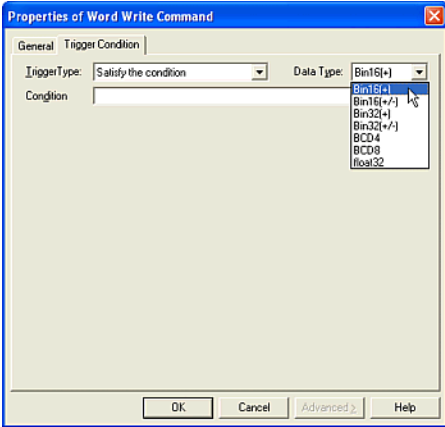 Properties of Word Write Command
General Trigger Condition
TriggerType: Satisfy the condition Data Type: Bin16(+)
Condition
Bin16(+)
Bin16(+/-)
Bin32(+)
Bin32(+/-)
BCD4
BCD8
float32
OK Cancel Advanced > Help